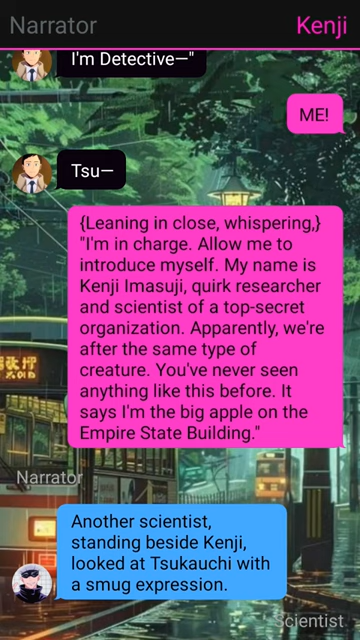 Narrator
Kenji
I'm Detective—"
ME!
Tsu—
{Leaning in close, whispering,}
"I'm in charge. Allow me to
introduce myself. My name is
Kenji Imasuji, quirk researcher
and scientist of a top-secret
organization. Apparently, we're
after the same type of
creature. You've never seen
anything like this before. It
says I'm the big apple on the
Empire State Building."
Narrator
Another scientist,
standing beside Kenji,
looked at Tsukauchi with
a smug expression.
Scientist